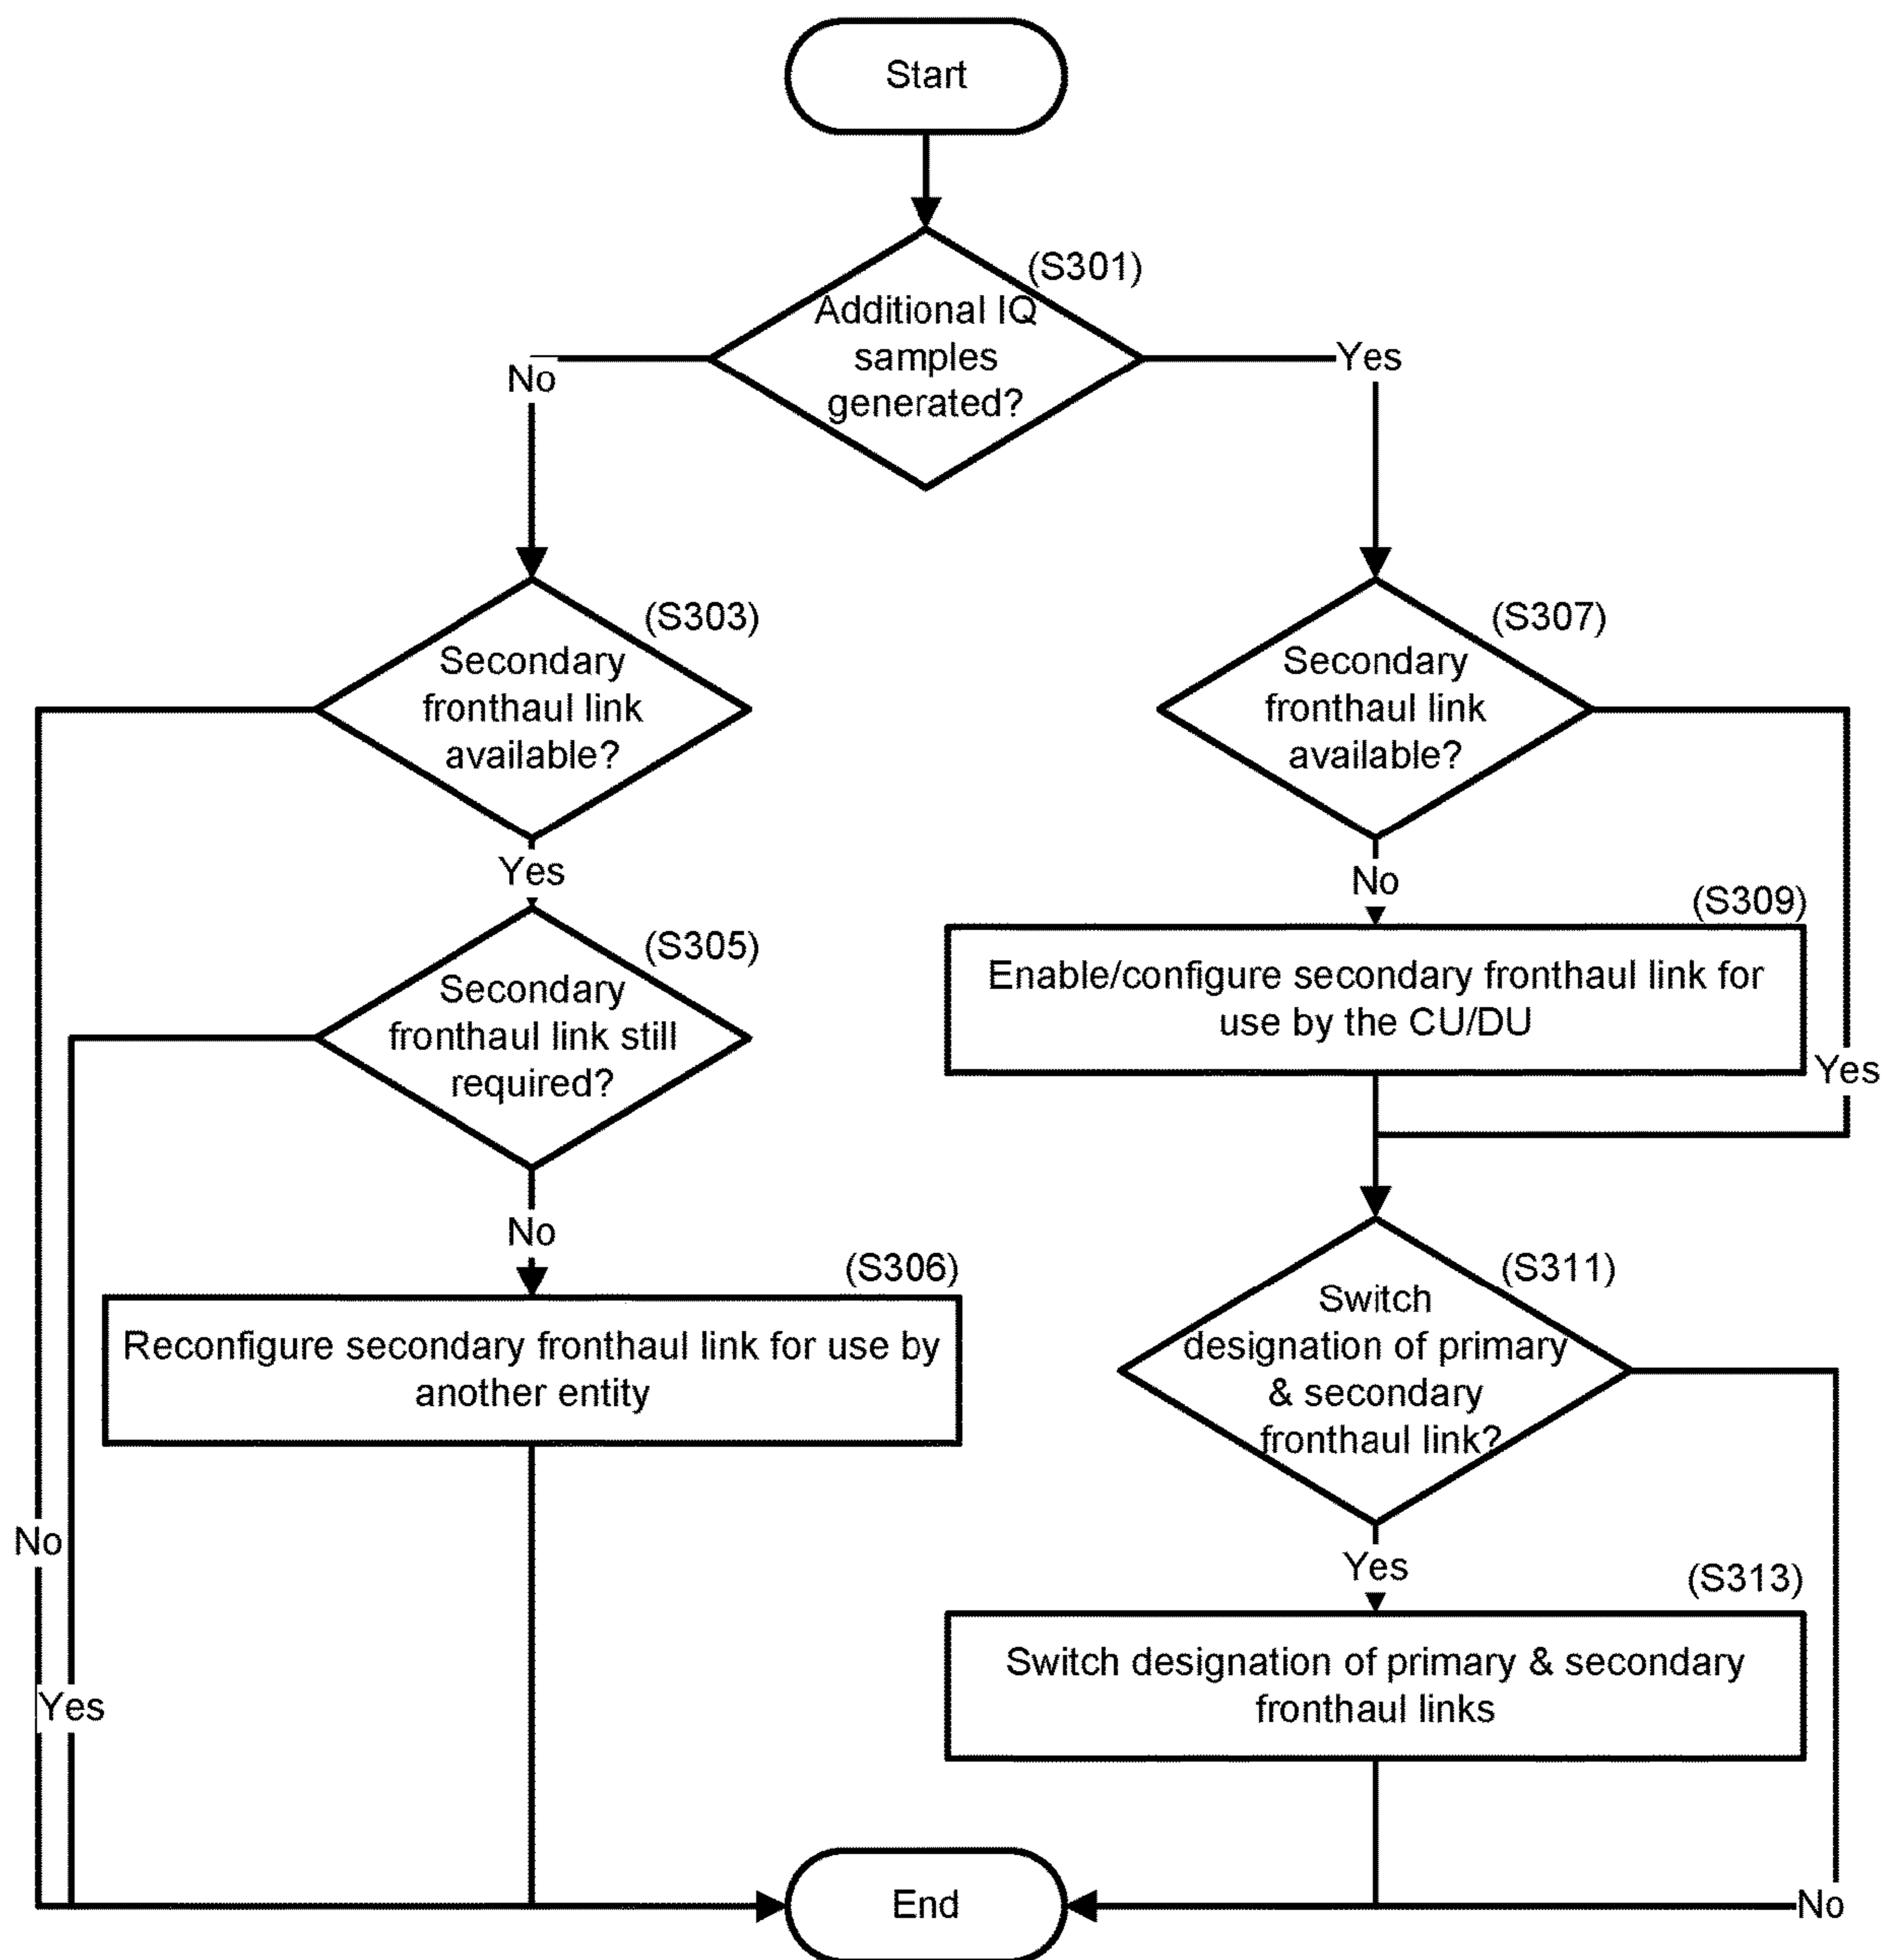 Start
(S301)
Additional IQ
samples
generated?
No
Yes
(S303)
Secondary
fronthaul link
available?
(S307)
Secondary
fronthaul link
available?
Yes
No
(S305)
Secondary
fronthaul link still
required?
(S309)
Enable/configure secondary fronthaul link for
use by the CU/DU
Yes
No
(S306)
Reconfigure secondary fronthaul link for use by
another entity
(S311)
Switch
designation of primary
& secondary
fronthaul link?
No
Yes
Yes
(S313)
Switch designation of primary & secondary
fronthaul links
End
No